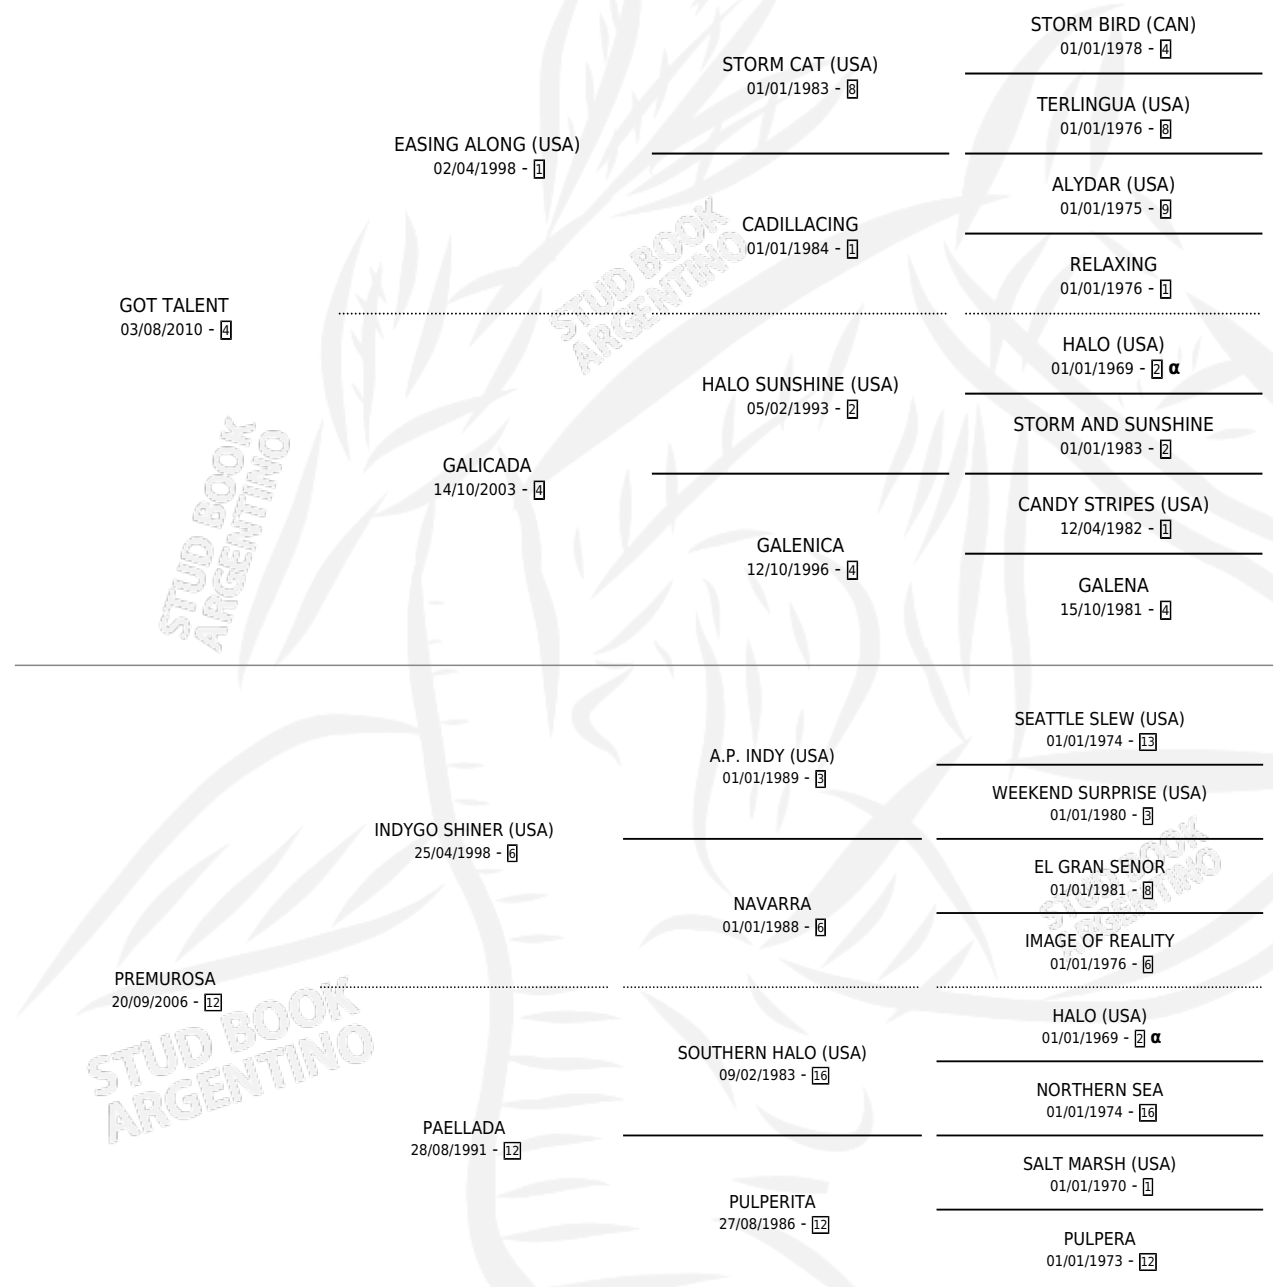 STORM BIRD (CAN)
01/01/1978 - 4
STORM CAT (USA)
01/01/1983 - 8
TERLINGUA (USA)
01/01/1976 - 8
EASING ALONG (USA)
02/04/1998 - 1
ALYDAR (USA)
01/01/1975 - 9
CADILLACING
01/01/1984 - 1
RELAXING
01/01/1976 - 1
GOT TALENT
03/08/2010 - 4
HALO (USA)
01/01/1969 - 2 α
HALO SUNSHINE (USA)
05/02/1993 - 2
STORM AND SUNSHINE
01/01/1983 - 2
GALICADA
14/10/2003 - 4
CANDY STRIPES (USA)
12/04/1982 - 1
GALENICA
12/10/1996 - 4
GALENA
15/10/1981 - 4
SEATTLE SLEW (USA)
01/01/1974 - 13
A.P. INDY (USA)
01/01/1989 - 3
WEEKEND SURPRISE (USA)
01/01/1980 - 3
INDYGO SHINER (USA)
25/04/1998 - 6
EL GRAN SENOR
01/01/1981 - 8
NAVARRA
01/01/1988 - 6
IMAGE OF REALITY
01/01/1976 - 6
PREMUROSA
20/09/2006 - 12
HALO (USA)
01/01/1969 - 2 α
SOUTHERN HALO (USA)
09/02/1983 - 16
NORTHERN SEA
01/01/1974 - 16
PAELLADA
28/08/1991 - 12
SALT MARSH (USA)
01/01/1970 - 1
PULPERITA
27/08/1986 - 12
PULPERA
01/01/1973 - 12
STUD BOOK
ARGENTINO
STUD BOOK
ARGENTINO
STUD BOOK
ARGENTINO
STUD BOOK
ARGENTINO